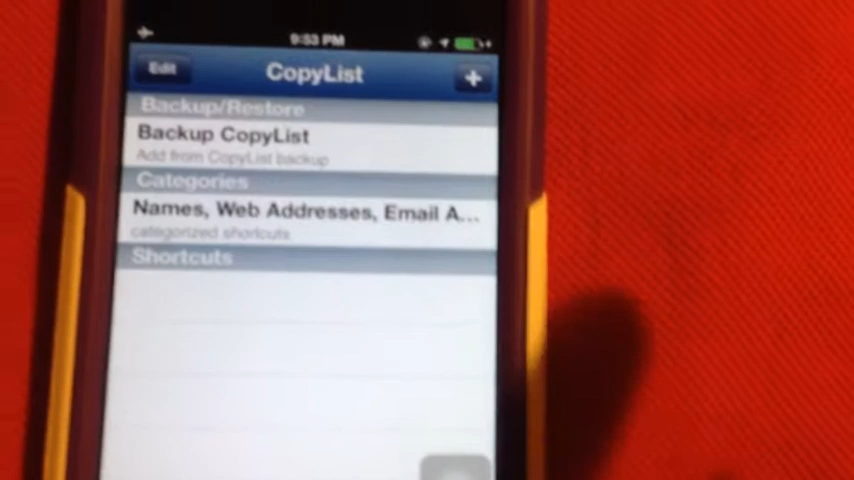 9:53 PM
Edit
CopyList
+
Backup/Restore
Backup CopyList
Add from CopyList backup
Categories
Names, Web Addresses, Email A...
categorized shortcuts
Shortcuts